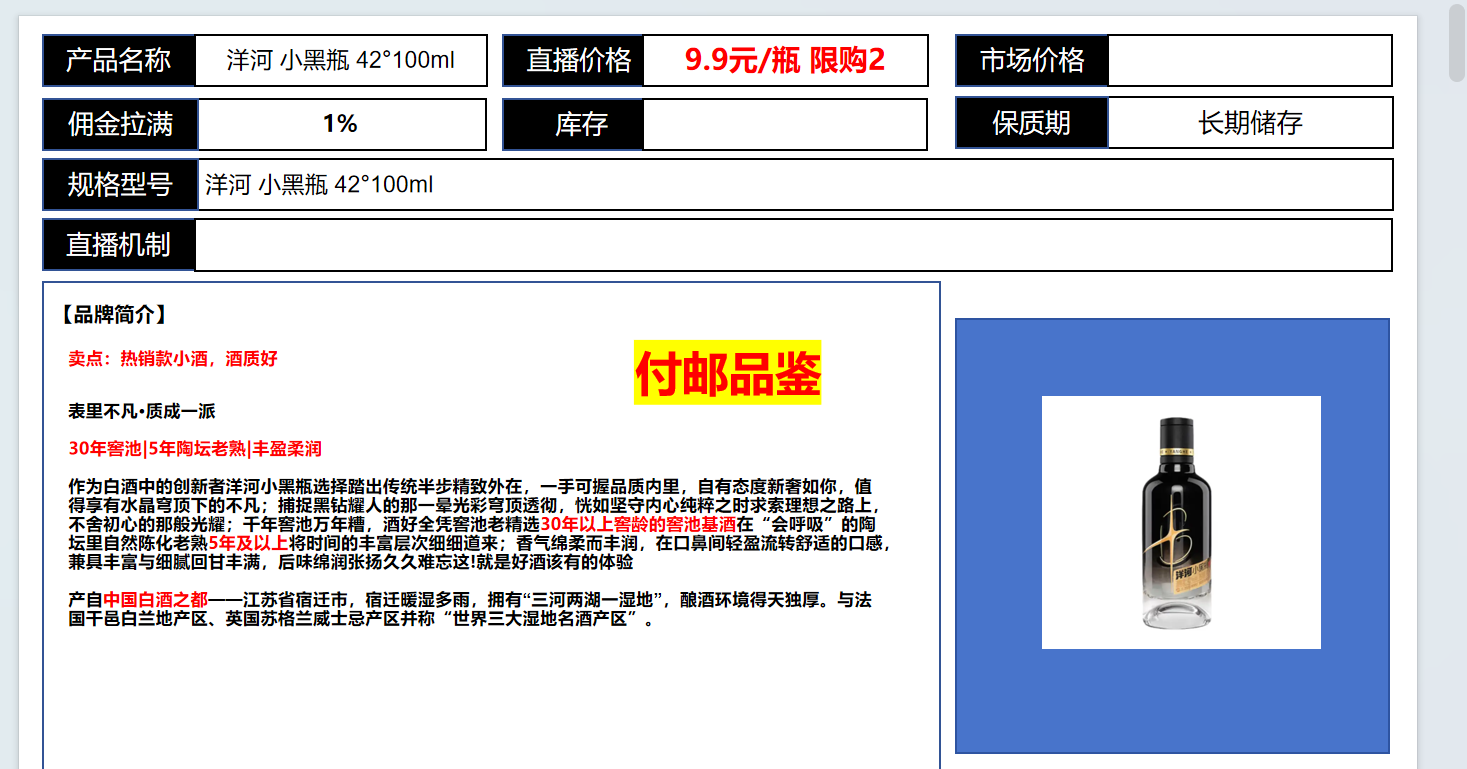 产品名称 洋河 小黑瓶 42°100ml 直播价格 9.9元/瓶 限购2 市场价格
佣金拉满 1% 库存 保质期 长期储存
规格型号 洋河 小黑瓶 42°100ml
直播机制
【品牌简介】
卖点：热销款小酒，酒质好
付邮品鉴
表里不凡•质成一派
30年窖池|5年陶坛老熟|丰盈柔润
作为白酒中的创新者洋河小黑瓶选择踏出传统半步精致外在，一手可握品质内里，自有态度新奢如你，值
得享有水晶穹顶下的不凡；捕捉黑钻耀人的那一晕光彩穹顶透彻，恍如坚守内心纯粹之时求索理想之路上，
不舍初心的那般光耀；千年窖池万年糟，酒好全凭窖池老精选30年以上窖龄的窖池基酒在“会呼吸”的陶
坛里自然陈化老熟5年及以上将时间的丰富层次细细道来；香气绵柔而丰润，在口鼻间轻盈流转舒适的口感，
兼具丰富与细腻回甘丰满，后味绵润张扬久久难忘这!就是好酒该有的体验
产自中国白酒之都——江苏省宿迁市，宿迁暖湿多雨，拥有“三河两湖一湿地”，酿酒环境得天独厚。与法
国干邑白兰地产区、英国苏格兰威士忌产区并称“世界三大湿地名酒产区”。
洋河小黑瓶